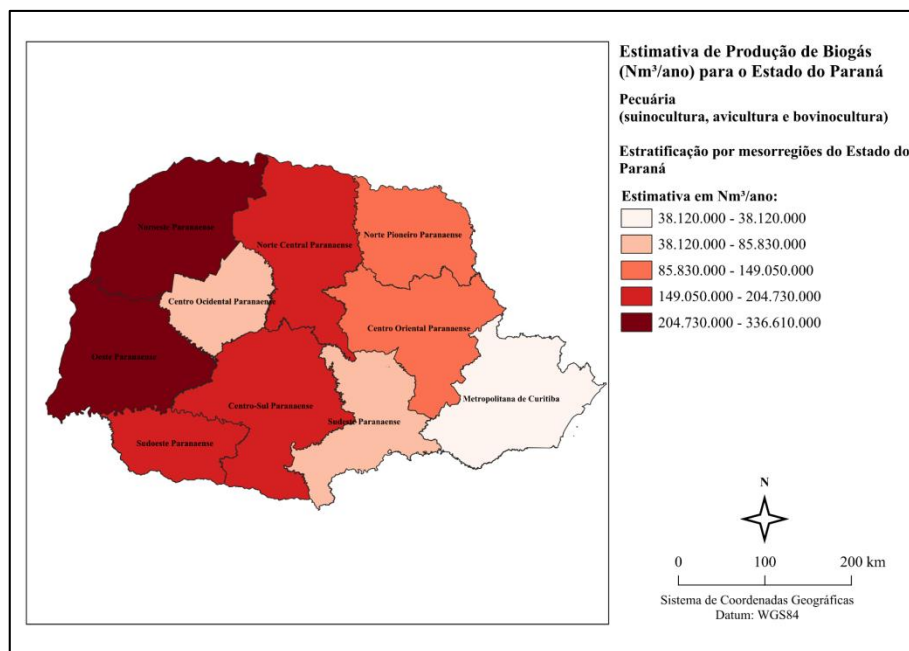 Estimativa de Produção de Biogás
(Nm³/ano) para o Estado do Paraná
Pecuária
(suinocultura, avicultura e bovinocultura)
Estratificação por mesorregiões do Estado do
Paraná
Estimativa em Nm³/ano:
38.120.000 - 38.120.000
38.120.000 - 85.830.000
85.830.000 - 149.050.000
149.050.000 - 204.730.000
204.730.000 - 336.610.000
Noroeste Paranaense
Norte Central Paranaense
Norte Pioneiro Paranaense
Centro Ocidental Paranaense
Centro Oriental Paranaense
Oeste Paranaense
Metropolitana de Curitiba
Centro-Sul Paranaense
Sudeste Paranaense
Sudoeste Paranaense
N
0 100 200 km
Sistema de Coordenadas Geográficas
Datum: WGS84